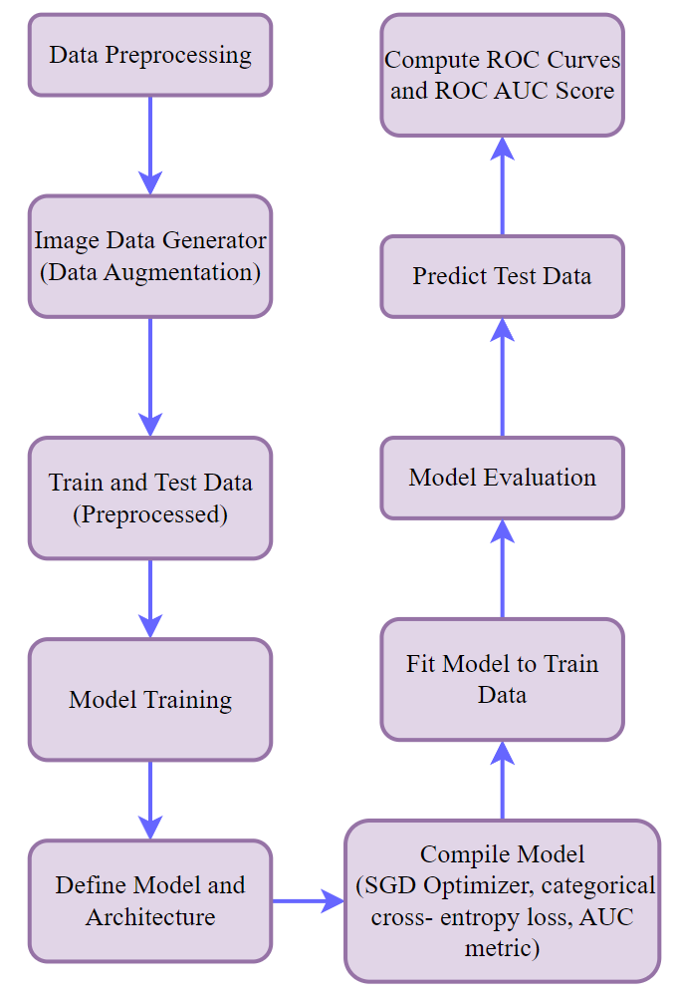 Data Preprocessing
Image Data Generator
(Data Augmentation)
Train and Test Data
(Preprocessed)
Model Training
Define Model and
Architecture
Compile Model
(SGD Optimizer, categorical
cross- entropy loss, AUC
metric)
Fit Model to Train
Data
Model Evaluation
Predict Test Data
Compute ROC Curves
and ROC AUC Score